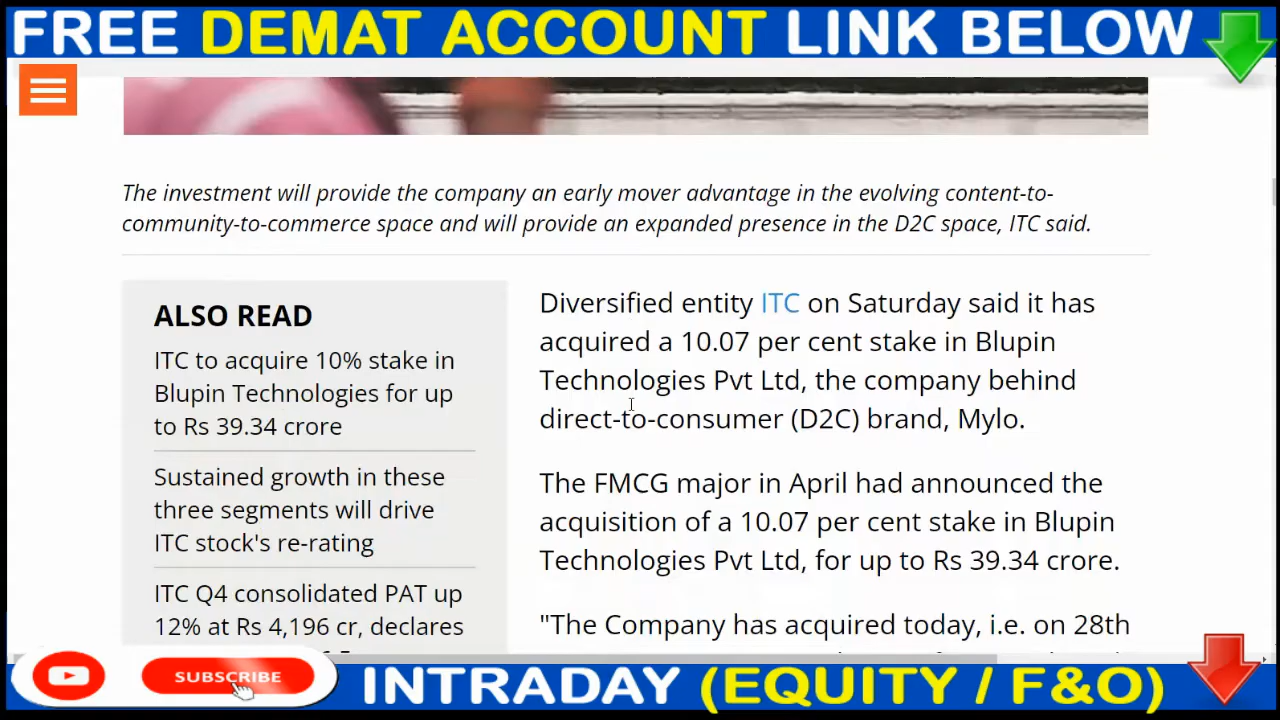 FREE DEMAT ACCOUNT LINK BELOW
The investment will provide the company an early mover advantage in the evolving content-to-
community-to-commerce space and will provide an expanded presence in the D2C space, ITC said.
ALSO READ
ITC to acquire 10% stake in
Blupin Technologies for up
to Rs 39.34 crore
Sustained growth in these
three segments will drive
ITC stock's re-rating
ITC Q4 consolidated PAT up
12% at Rs 4,196 cr, declares
Diversified entity ITC on Saturday said it has
acquired a 10.07 per cent stake in Blupin
Technologies Pvt Ltd, the company behind
direct-to-consumer (D2C) brand, Mylo.
The FMCG major in April had announced the
acquisition of a 10.07 per cent stake in Blupin
Technologies Pvt Ltd, for up to Rs 39.34 crore.
"The Company has acquired today, i.e. on 28th
SUBSCRIBE
INTRADAY (EQUITY / F&O)